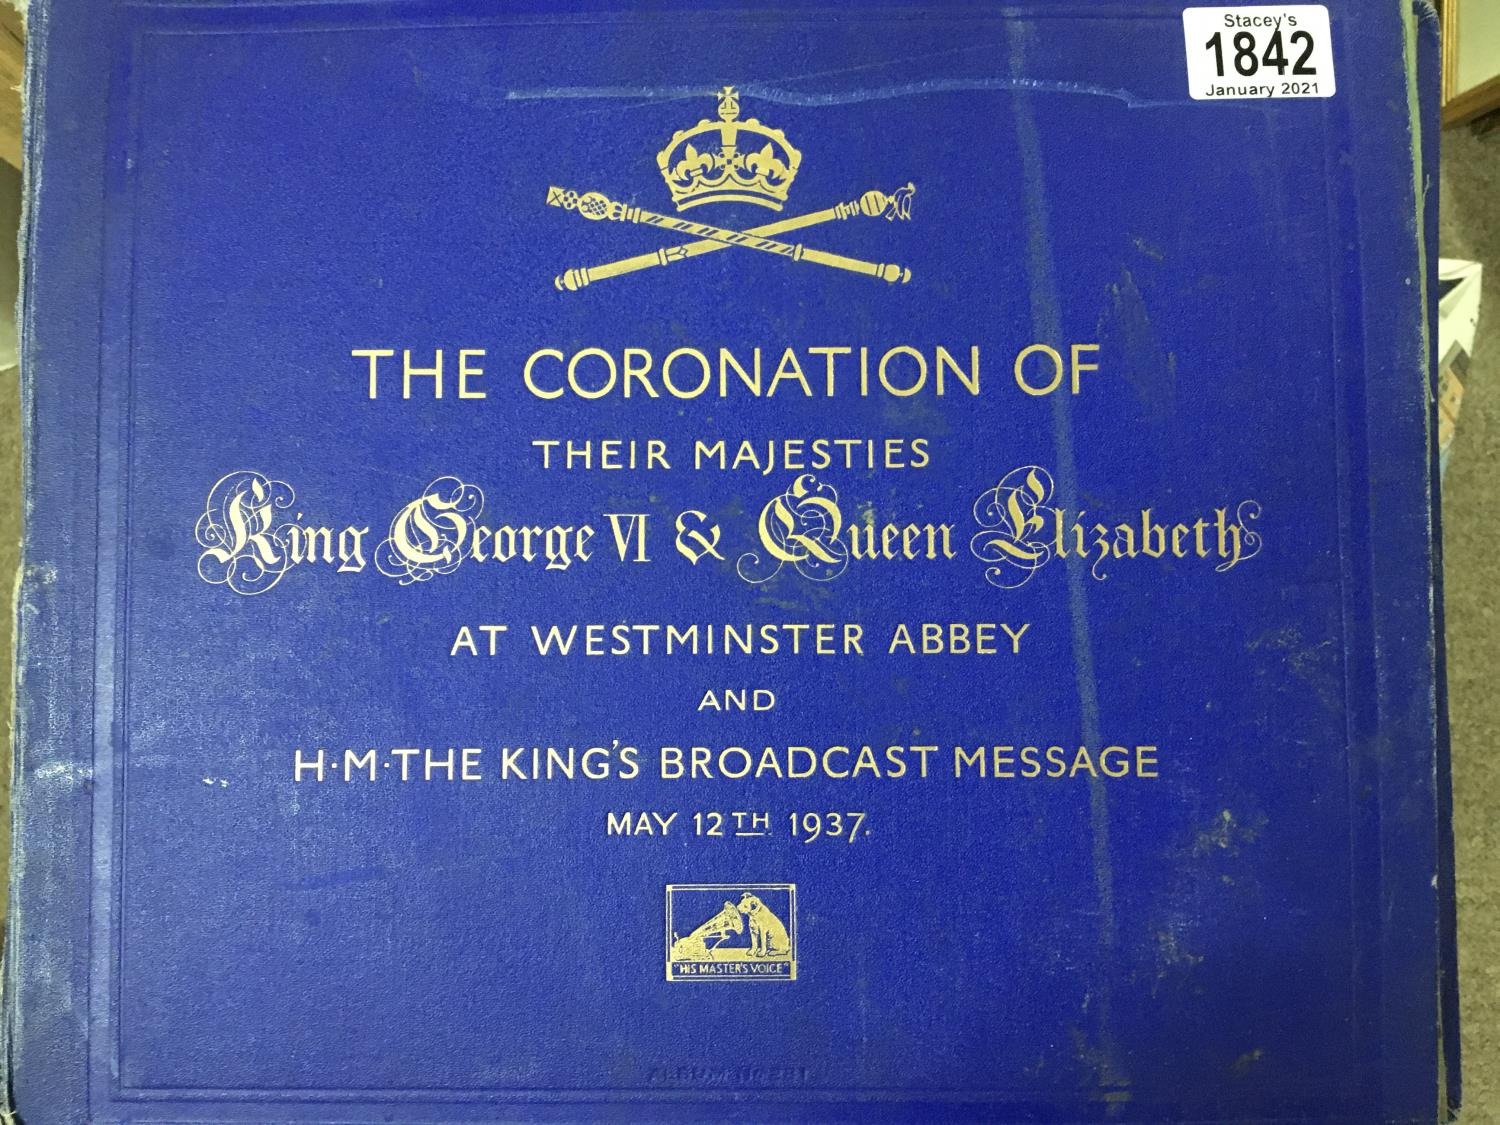 Stacey's
1842
January 2021
THE CORONATION OF
THEIR MAJESTIES
King George VI & Queen Elizabeth
AT WESTMINSTER ABBEY
AND
H·M·THE KING'S BROADCAST MESSAGE
MAY 12TH 1937.
"HIS MASTER'S VOICE"